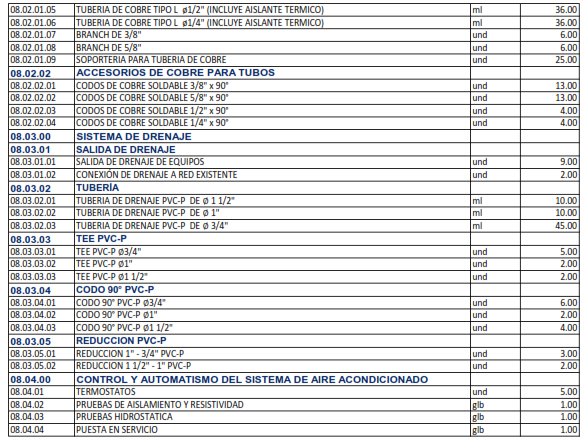 08.02.01.05 TUBERIA DE COBRE TIPO L ø1/2" (INCLUYE AISLANTE TERMICO) ml 36.00
08.02.01.06 TUBERIA DE COBRE TIPO L ø1/4" (INCLUYE AISLANTE TERMICO) ml 36.00
08.02.01.07 BRANCH DE 3/8" und 6.00
08.02.01.08 BRANCH DE 5/8" und 6.00
08.02.01.09 SOPORTERIA PARA TUBERIA DE COBRE und 25.00
08.02.02 ACCESORIOS DE COBRE PARA TUBOS
08.02.02.01 CODOS DE COBRE SOLDABLE 3/8" x 90° und 13.00
08.02.02.02 CODOS DE COBRE SOLDABLE 5/8" x 90° und 13.00
08.02.02.03 CODOS DE COBRE SOLDABLE 1/2" x 90° und 4.00
08.02.02.04 CODOS DE COBRE SOLDABLE 1/4" x 90° und 4.00
08.03.00 SISTEMA DE DRENAJE
08.03.01 SALIDA DE DRENAJE
08.03.01.01 SALIDA DE DRENAJE DE EQUIPOS und 9.00
08.03.01.02 CONEXIÓN DE DRENAJE A RED EXISTENTE und 2.00
08.03.02 TUBERÍA
08.03.02.01 TUBERIA DE DRENAJE PVC-P DE Ø 1 1/2" ml 10.00
08.03.02.02 TUBERIA DE DRENAJE PVC-P DE Ø 1" ml 10.00
08.03.02.03 TUBERIA DE DRENAJE PVC-P DE Ø 3/4" ml 45.00
08.03.03 TEE PVC-P
08.03.03.01 TEE PVC-P Ø3/4" und 5.00
08.03.03.02 TEE PVC-P Ø1" und 2.00
08.03.03.03 TEE PVC-P Ø1 1/2" und 2.00
08.03.04 CODO 90° PVC-P
08.03.04.01 CODO 90° PVC-P Ø3/4" und 6.00
08.03.04.02 CODO 90° PVC-P Ø1" und 2.00
08.03.04.03 CODO 90° PVC-P Ø1 1/2" und 4.00
08.03.05 REDUCCION PVC-P
08.03.05.01 REDUCCION 1" - 3/4" PVC-P und 3.00
08.03.05.02 REDUCCION 1 1/2" - 1" PVC-P und 2.00
08.04.00 CONTROL Y AUTOMATISMO DEL SISTEMA DE AIRE ACONDICIONADO
08.04.01 TERMOSTATOS und 5.00
08.04.02 PRUEBAS DE AISLAMIENTO Y RESISTIVIDAD glb 1.00
08.04.03 PRUEBAS HIDROSTATICA glb 1.00
08.04.04 PUESTA EN SERVICIO glb 1.00